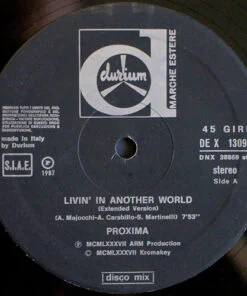 durium
MARCHE ESTERE
made in Italy
by Durium
S.I.A.E.
℗
1987
45 GIRI
DE X 1309
DNX 38869
stereo
Side A
LIVIN' IN ANOTHER WORLD
(Extended Version)
(A. Majocchi-A. Carabillo-S. Martinelli) 7'53"
PROXIMA
℗ MCMLXXXVII ARM Production
© MCMLXXXVII Kromakey
disco mix